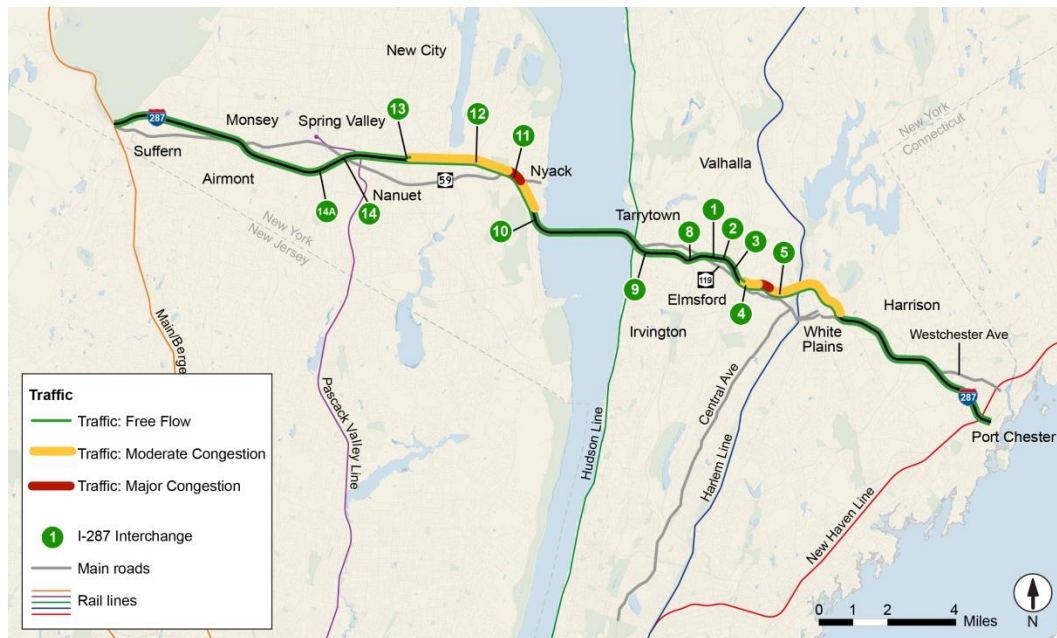 New City
New York
Connecticut
287
Monsey
Spring Valley
13
12
11
Suffern
Airmont
Nanuet
59
Nyack
Valhalla
14A
14
10
New York
New Jersey
Tarrytown
8
1
2
3
5
9
119
Elmsford
4
Irvington
White
Plains
Harrison
Westchester Ave
287
Port Chester
Main/Berge
Pascack Valley Line
Hudson Line
Central Ave
Harlem Line
New Haven Line
Traffic
Traffic: Free Flow
Traffic: Moderate Congestion
Traffic: Major Congestion
1 I-287 Interchange
Main roads
Rail lines
0 1 2 4
Miles
N